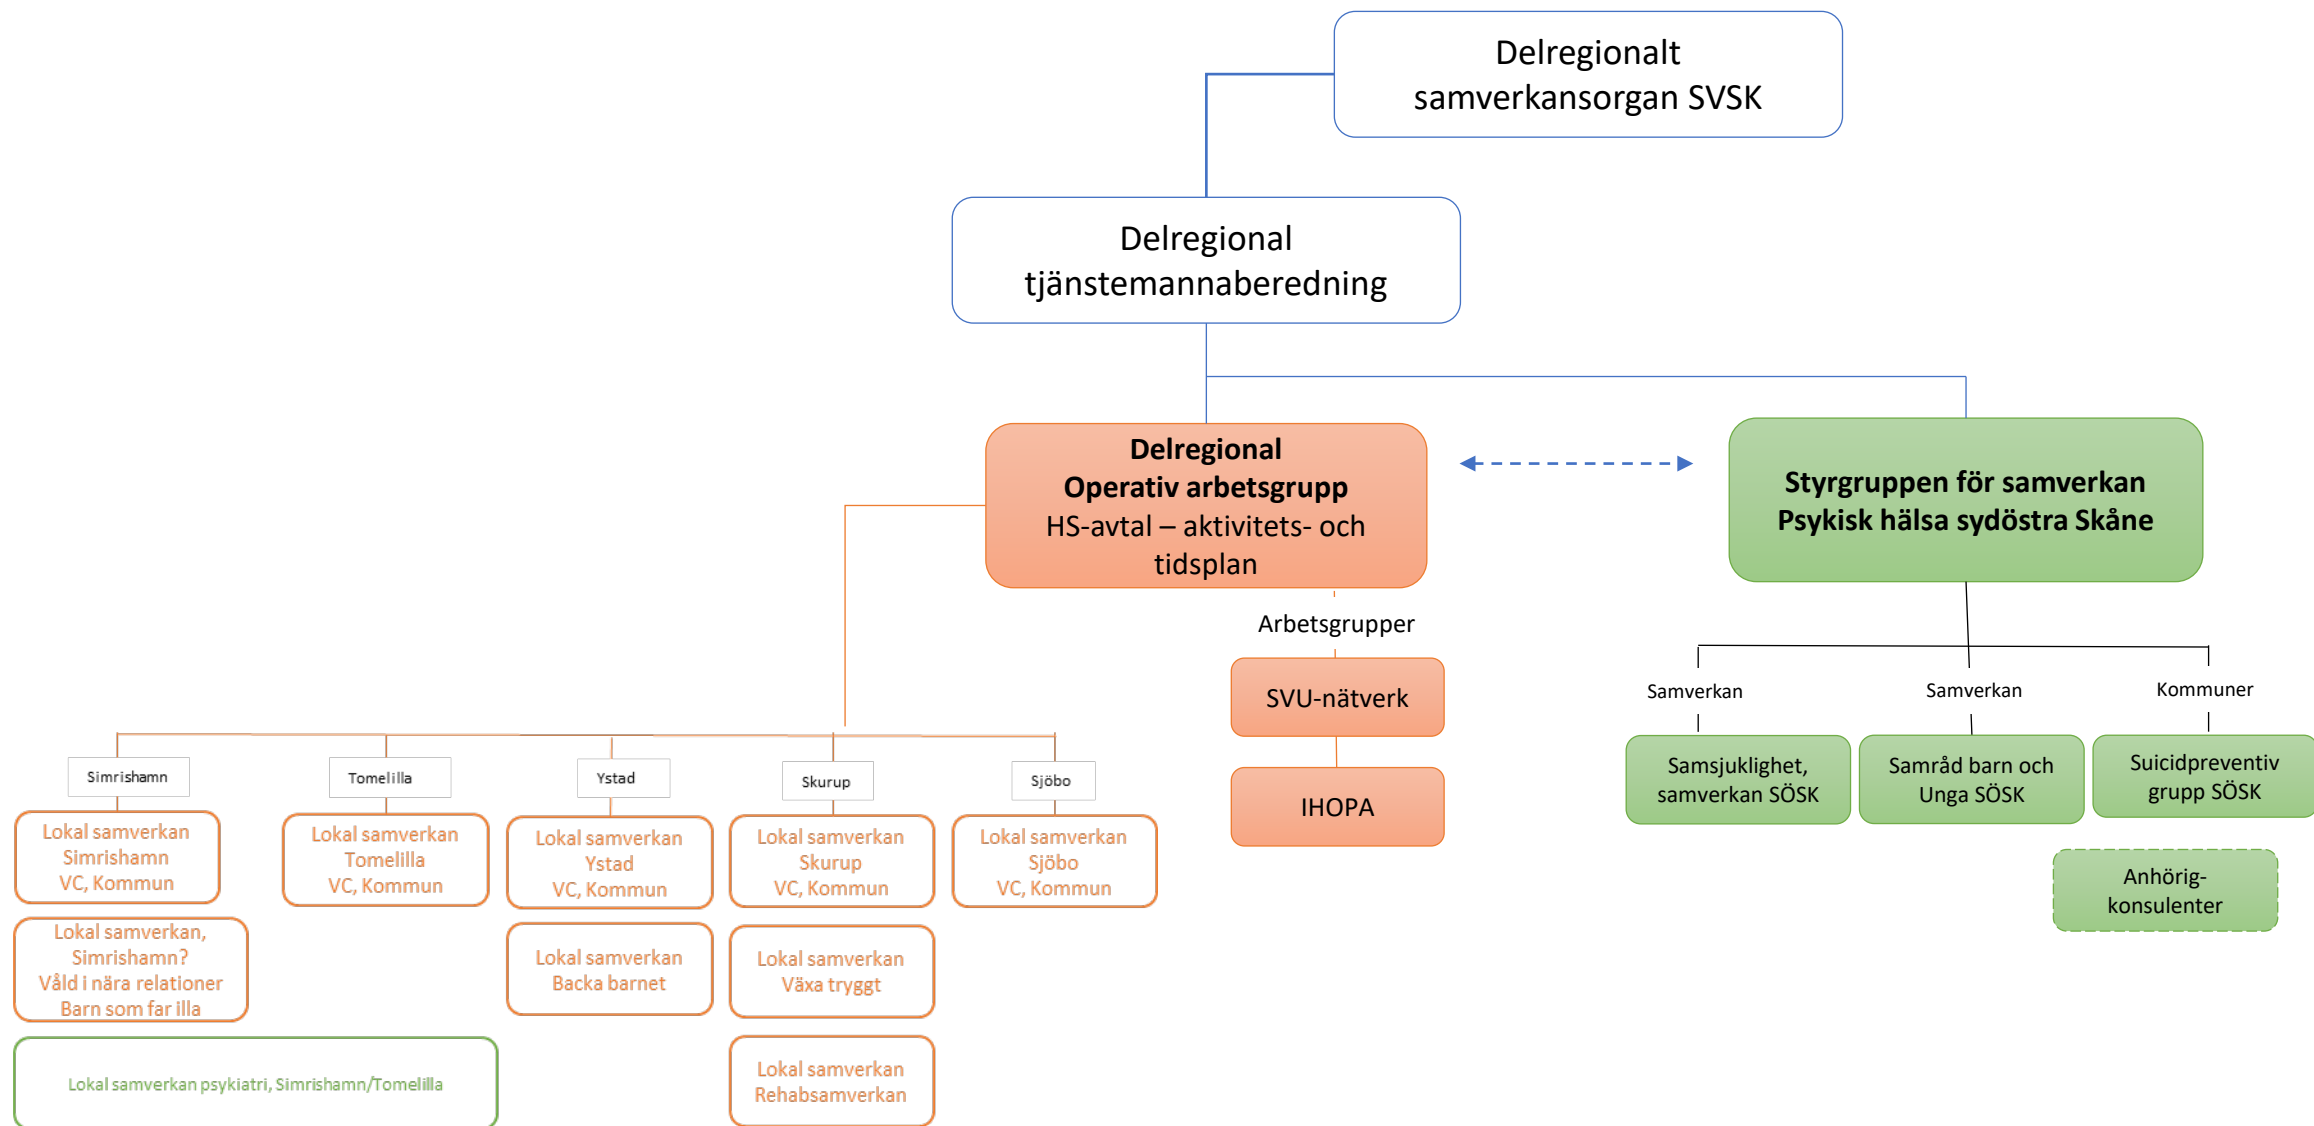 Delregionalt
samverkansorgan SVSK
Delregional
tjänstemannaberedning
Delregional
Operativ arbetsgrupp
HS-avtal – aktivitets- och
tidsplan
Styrgruppen för samverkan
Psykisk hälsa sydöstra Skåne
Arbetsgrupper
SVU-nätverk
IHOPA
Samverkan
Samverkan
Kommuner
Samsjuklighet,
samverkan SÖSK
Samråd barn och
Unga SÖSK
Suicidpreventiv
grupp SÖSK
Anhörig-
konsulenter
Simrishamn
Tomelilla
Ystad
Skurup
Sjöbo
Lokal samverkan
Simrishamn
VC, Kommun
Lokal samverkan
Tomelilla
VC, Kommun
Lokal samverkan
Ystad
VC, Kommun
Lokal samverkan
Skurup
VC, Kommun
Lokal samverkan
Sjöbo
VC, Kommun
Lokal samverkan,
Simrishamn?
Våld i nära relationer
Barn som far illa
Lokal samverkan
Backa barnet
Lokal samverkan
Växa tryggt
Lokal samverkan psykiatri, Simrishamn/Tomelilla
Lokal samverkan
Rehabsamverkan